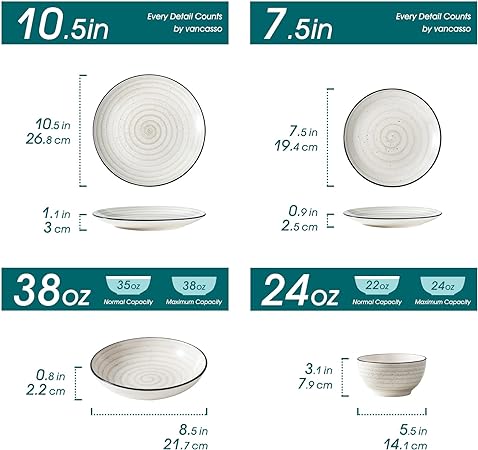 10.5in
Every Detail Counts
by vancasso
10.5 in
26.8 cm
1.1 in
3 cm
7.5in
Every Detail Counts
by vancasso
7.5 in
19.4 cm
0.9 in
2.5 cm
38oz
35oz
Normal Capacity
38oz
Maximum Capacity
0.8 in
2.2 cm
8.5 in
21.7 cm
24oz
22oz
Normal Capacity
24oz
Maximum Capacity
3.1 in
7.9 cm
5.5 in
14.1 cm